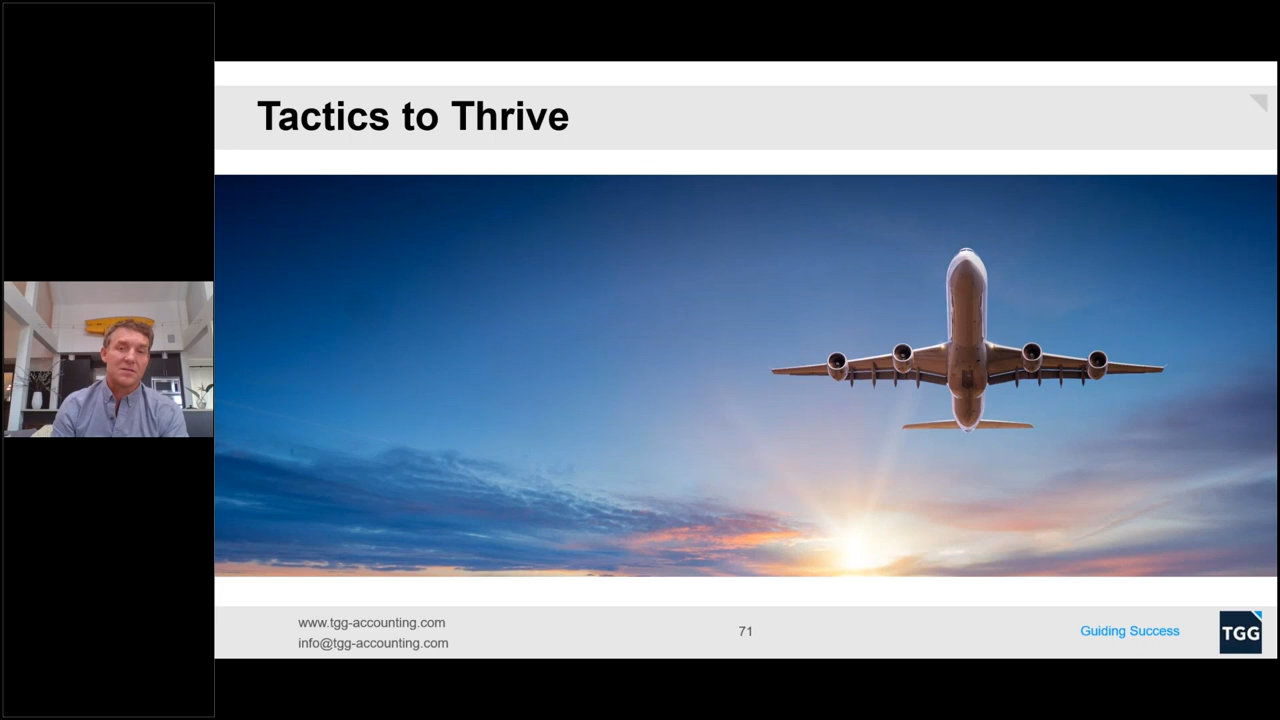 Tactics to Thrive
www.tgg-accounting.com
info@tgg-accounting.com
71
Guiding Success
TGG